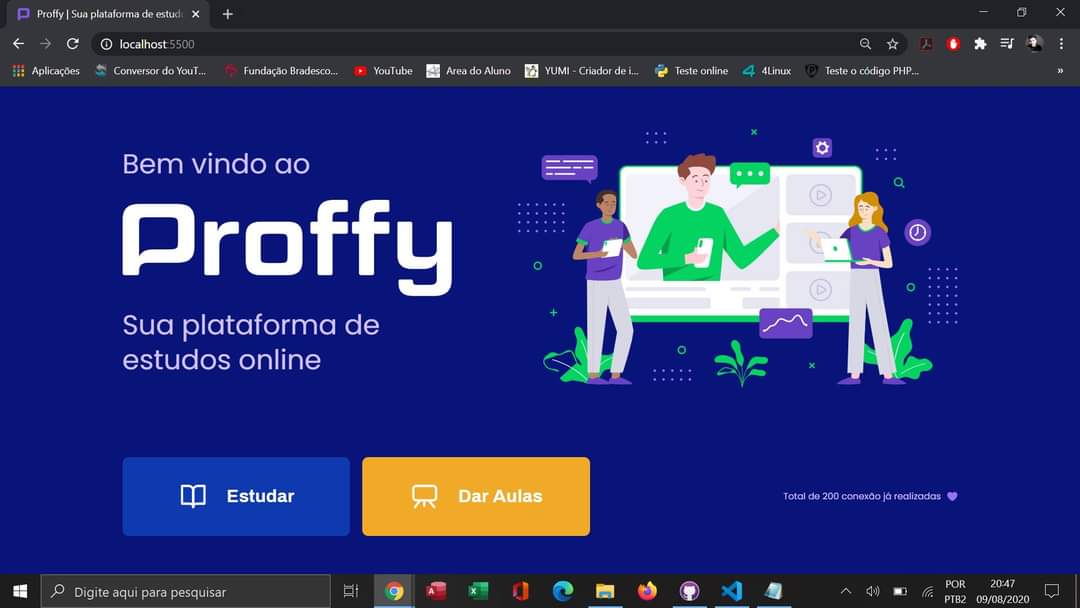 Proffy | Sua plataforma de estud
localhost:5500
Aplicações
Conversor do YouT...
Fundação Bradesco...
YouTube
Area do Aluno
YUMI - Criador de i...
Teste online
4Linux
Teste o código PHP...
»
Bem vindo ao
Proffy
Sua plataforma de
estudos online
Estudar
Dar Aulas
Total de 200 conexão já realizadas
Digite aqui para pesquisar
POR
PTB2
20:47
09/08/2020